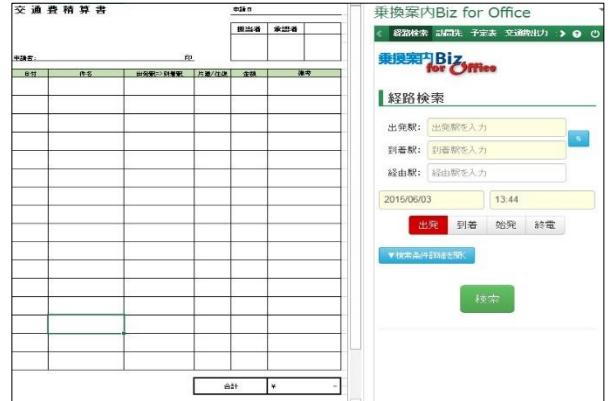 交通費積算書
申請日
担当者 承認者
申請者: 印
日付 件名 出発駅=>到着駅 片道/往復 金額 備考
合計 ¥ -
乗換案内Biz for Office
経路検索 訪問先 予定表 交通費出力
乗換案内Biz
for Office
経路検索
出発駅: 出発駅を入力
到着駅: 到着駅を入力
経由駅: 経由駅を入力
2015/06/03 13:44
出発 到着 始発 終電
▼検索条件詳細を開く
検索